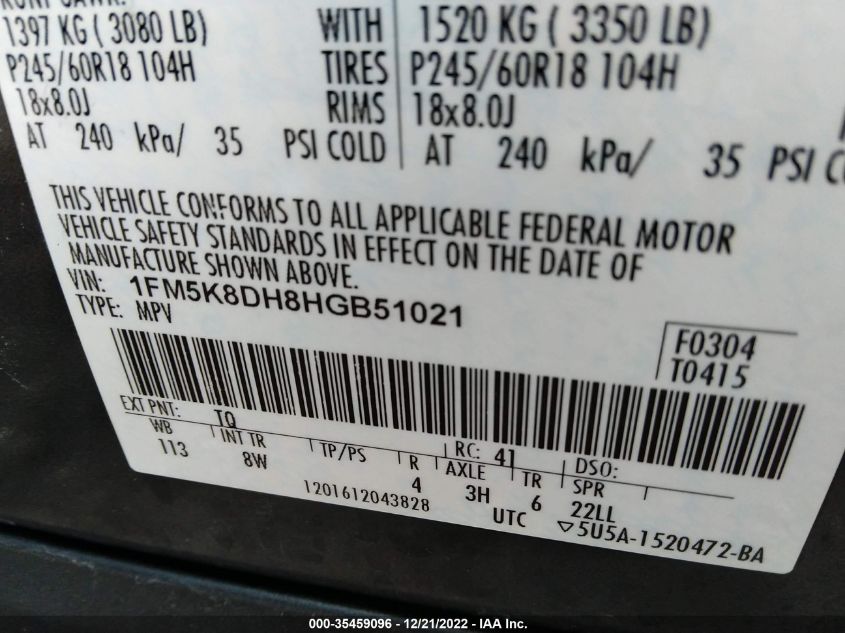 1397 KG ( 3080 LB) WITH 1520 KG ( 3350 LB)
P245/60R18 104H TIRES P245/60R18 104H
18x8.0J RIMS 18x8.0J
AT 240 kPa/ 35 PSI COLD AT 240 kPa/ 35 PSI
THIS VEHICLE CONFORMS TO ALL APPLICABLE FEDERAL MOTOR
VEHICLE SAFETY STANDARDS IN EFFECT ON THE DATE OF
MANUFACTURE SHOWN ABOVE.
VIN: 1FM5K8DH8HGB51021
TYPE: MPV
F0304
T0415
EXT PNT: TQ RC: 41 DSO:
WB INT TR TP/PS R AXLE TR SPR
113 8W 4 3H 6 22LL
1201612043828 UTC ▽5U5A-1520472-BA
000-35459096 - 12/21/2022 - IAA Inc.